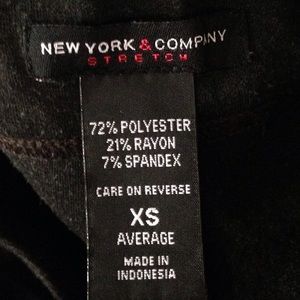 NEW YORK & COMPANY
STRETCH
72% POLYESTER
21% RAYON
7% SPANDEX
CARE ON REVERSE
XS
AVERAGE
MADE IN
INDONESIA